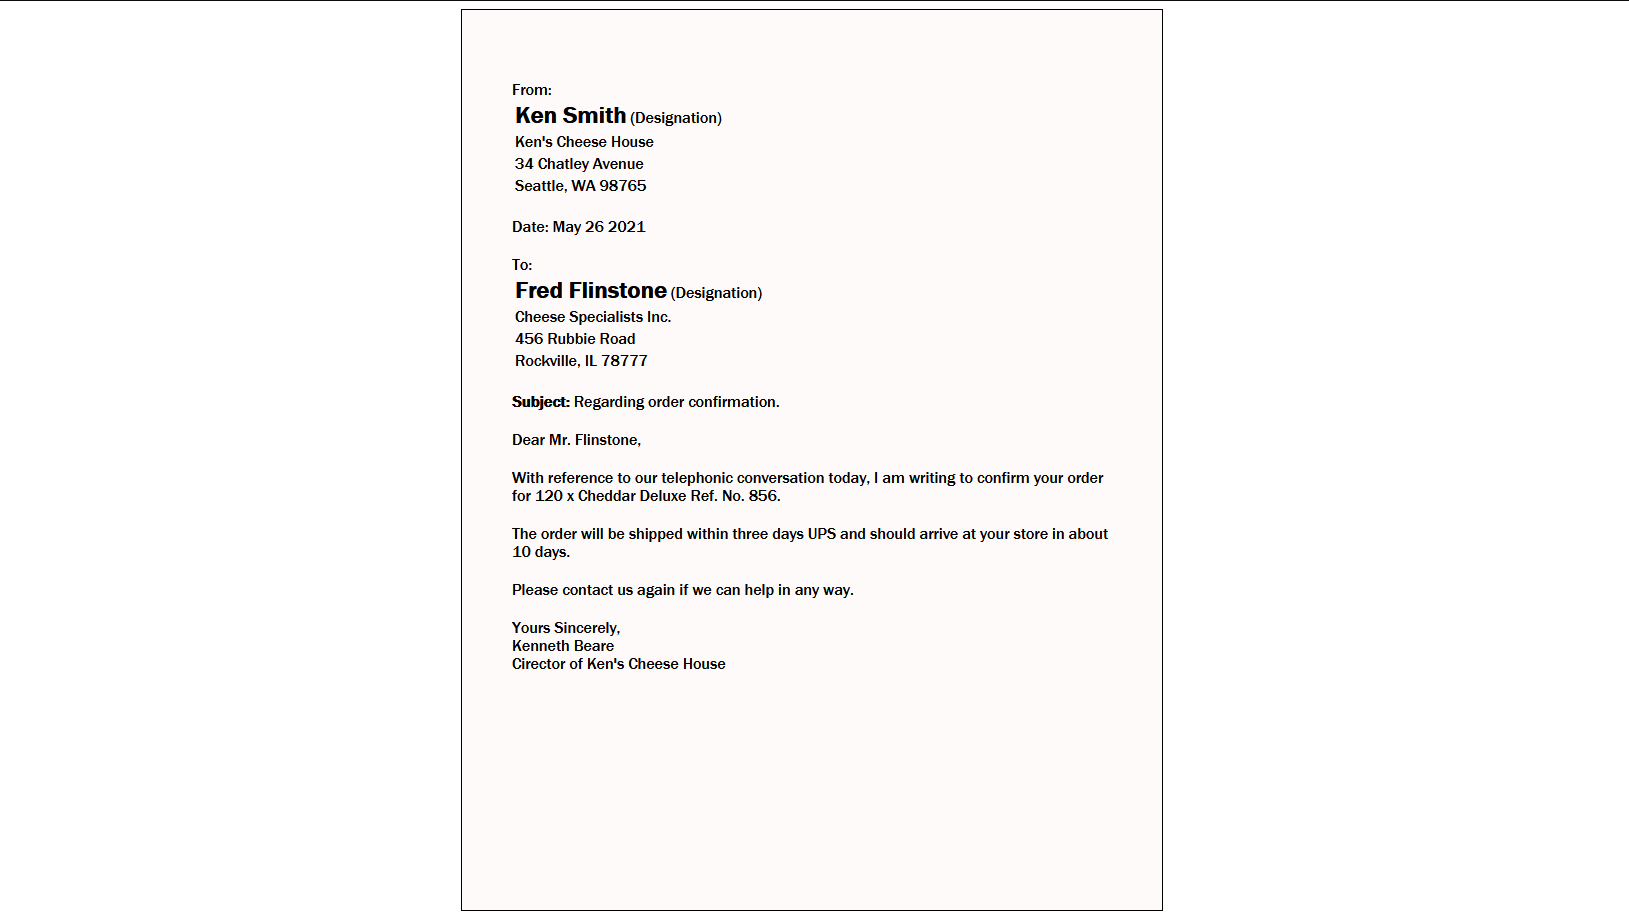 From:
Ken Smith (Designation)
Ken's Cheese House
34 Chatley Avenue
Seattle, WA 98765
Date: May 26 2021
To:
Fred Flinstone (Designation)
Cheese Specialists Inc.
456 Rubbie Road
Rockville, IL 78777
Subject: Regarding order confirmation.
Dear Mr. Flinstone,
With reference to our telephonic conversation today, I am writing to confirm your order
for 120 x Cheddar Deluxe Ref. No. 856.
The order will be shipped within three days UPS and should arrive at your store in about
10 days.
Please contact us again if we can help in any way.
Yours Sincerely,
Kenneth Beare
Cirector of Ken's Cheese House